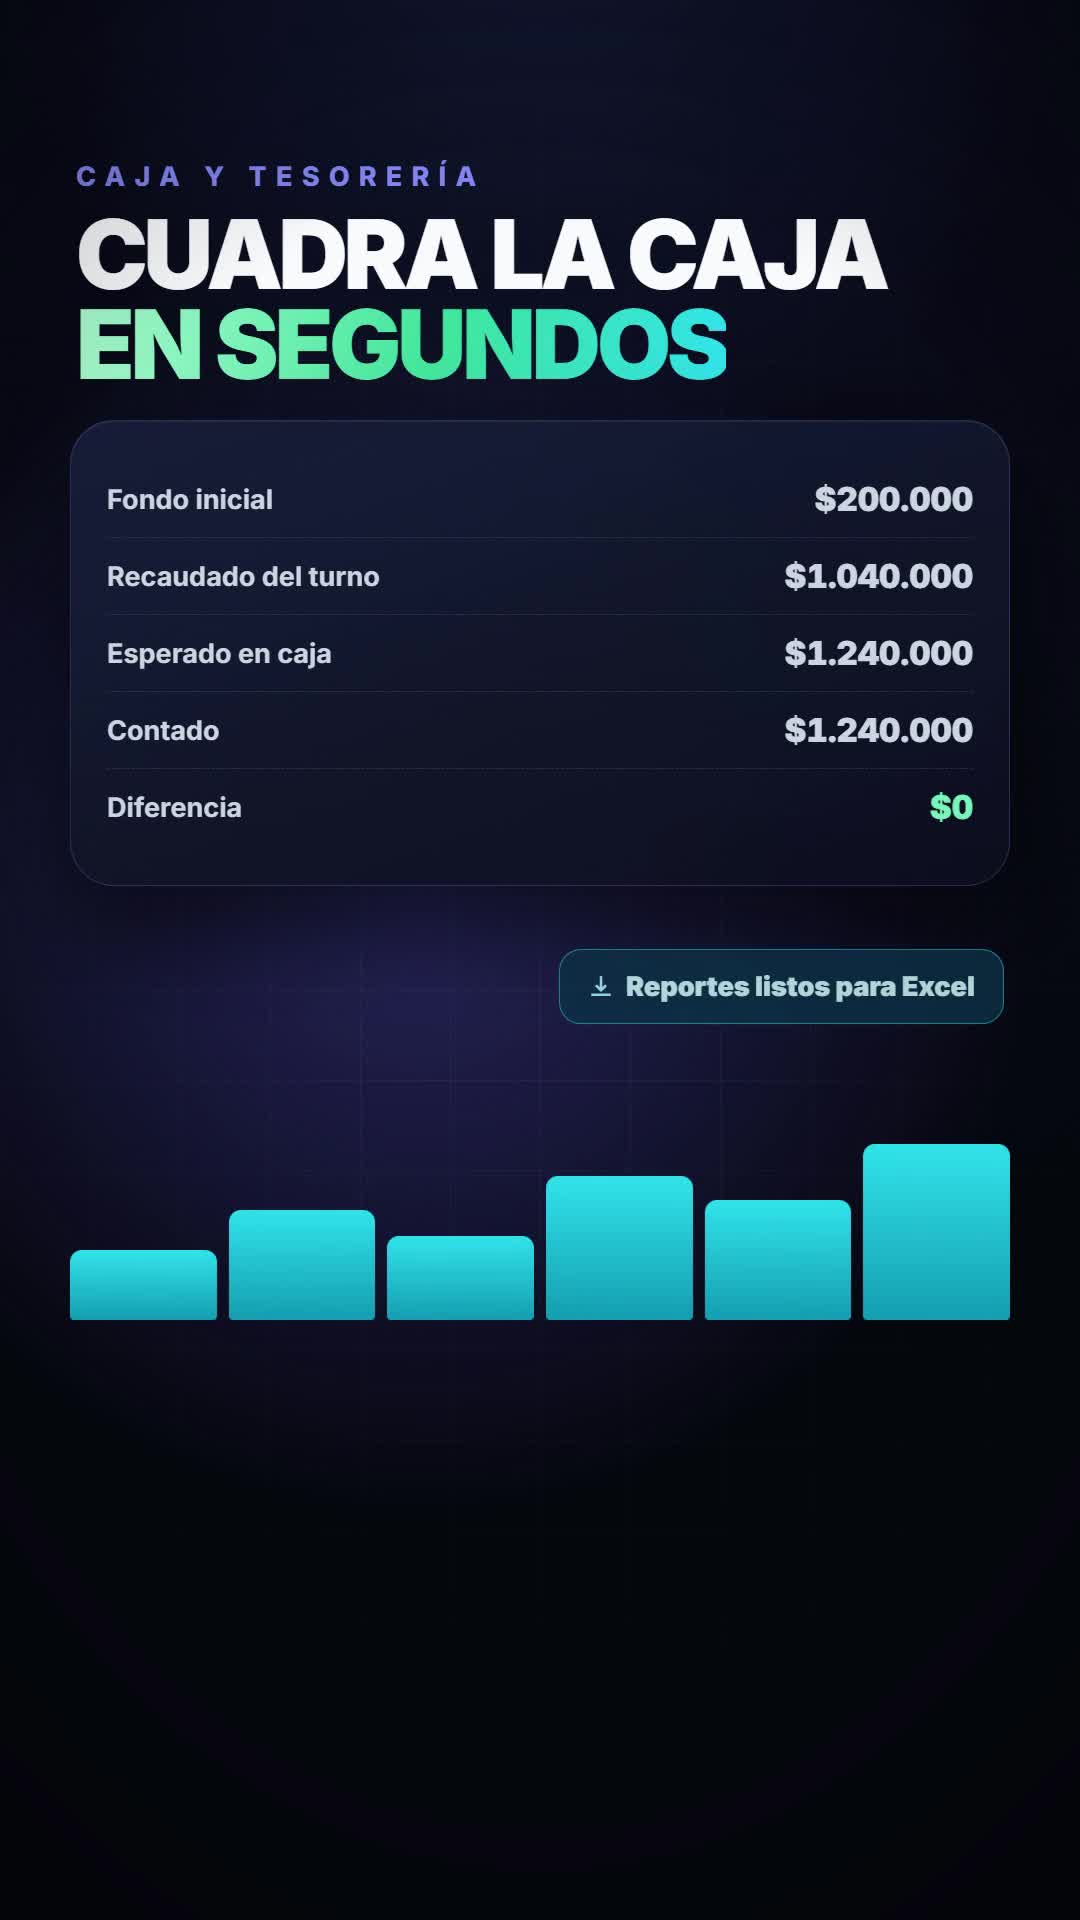 CAJA Y TESORERÍA
CUADRA LA CAJA
EN SEGUNDOS
Fondo inicial $200.000
Recaudado del turno $1.040.000
Esperado en caja $1.240.000
Contado $1.240.000
Diferencia $0
Reportes listos para Excel